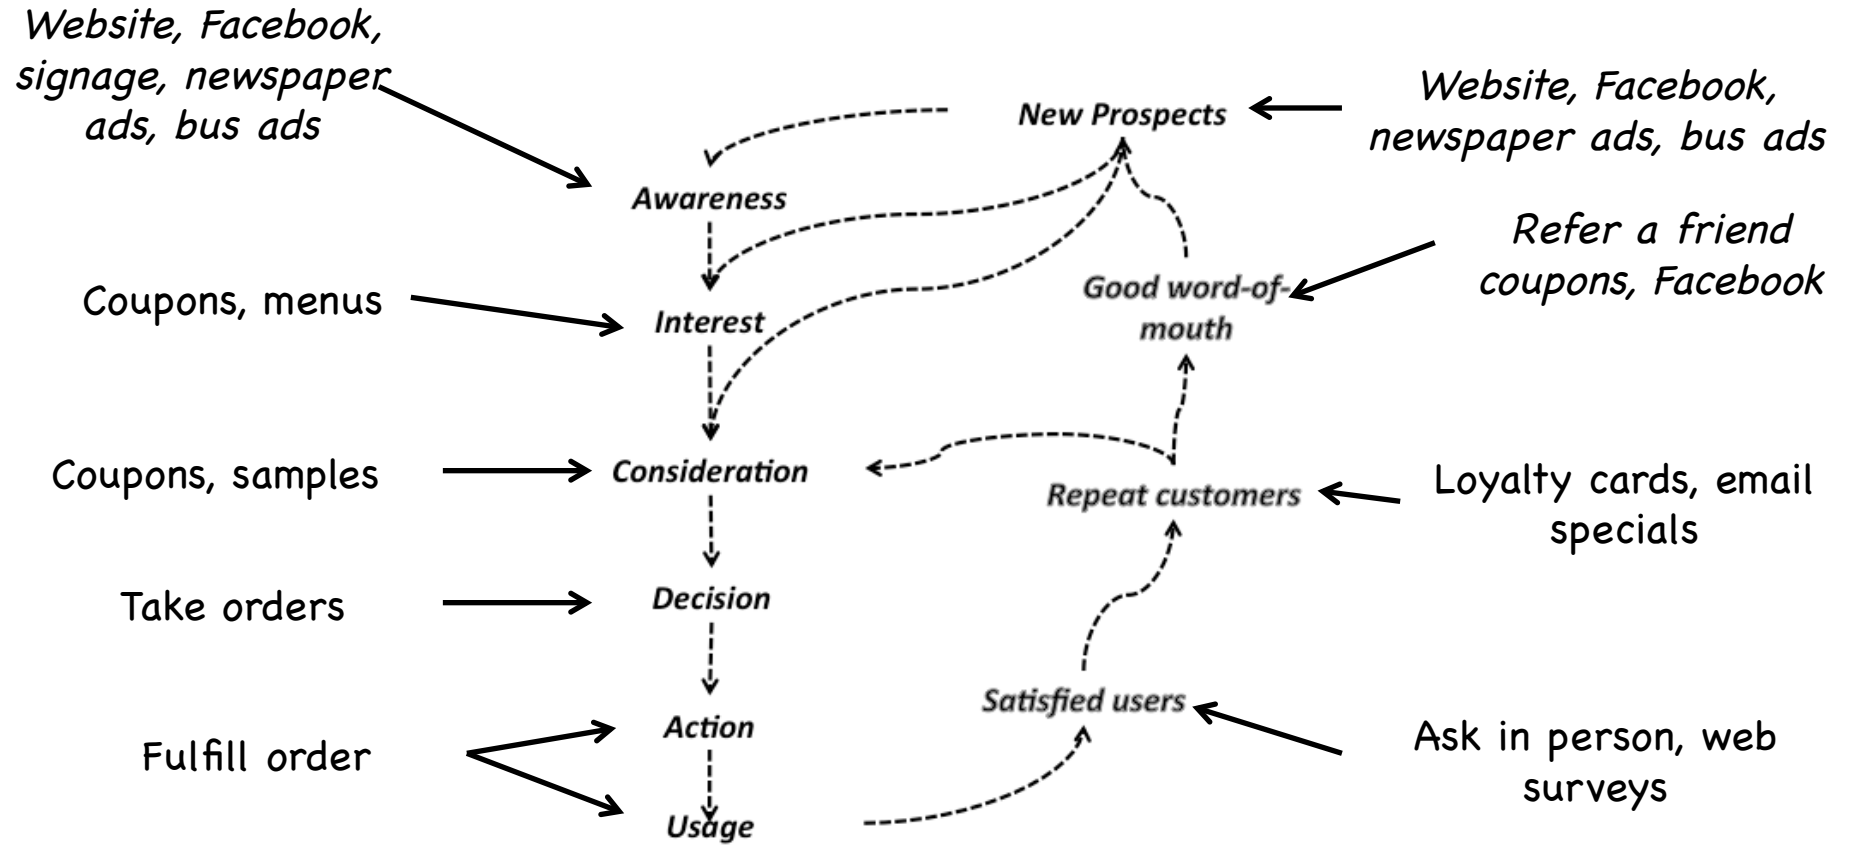 Website, Facebook,
signage, newspaper
ads, bus ads
New Prospects
Website, Facebook,
newspaper ads, bus ads
Awareness
Refer a friend
coupons, Facebook
Good word-of-
mouth
Coupons, menus
Interest
Coupons, samples
Consideration
Repeat customers
Loyalty cards, email
specials
Take orders
Decision
Satisfied users
Ask in person, web
surveys
Fulfill order
Action
Usage